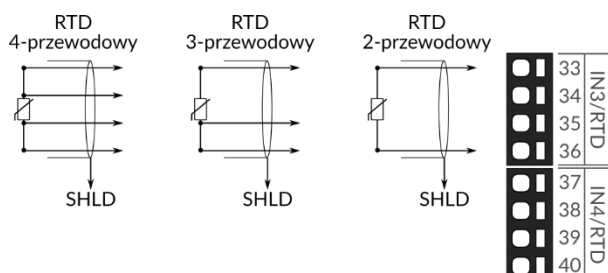 RTD
4-przewodowy
RTD
3-przewodowy
RTD
2-przewodowy
SHLD
SHLD
SHLD
33
34
35
36
IN3/RTD
37
38
39
40
IN4/RTD